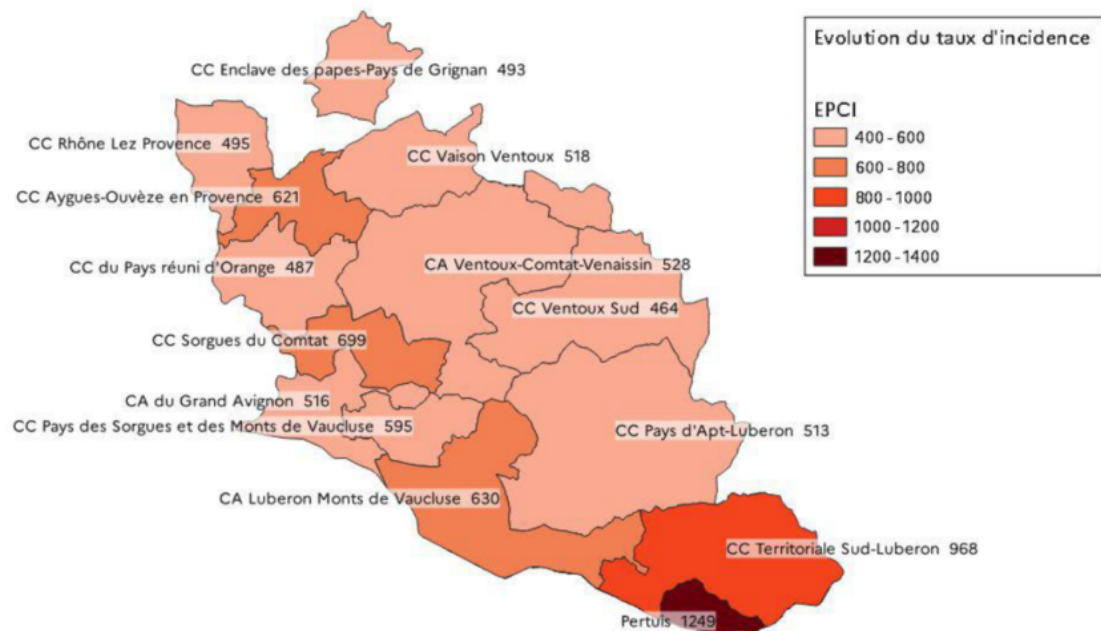 Evolution du taux d'incidence
EPCI
400 - 600
600 - 800
800 - 1000
1000 - 1200
1200 - 1400
CC Enclave des papes-Pays de Grignan 493
CC Rhône Lez Provence 495
CC Vaison Ventoux 518
CC Aygues-Ouvèze en Provence 621
CC du Pays réuni d'Orange 487
CA Ventoux-Comtat-Venaissin 528
CC Ventoux Sud 464
CC Sorgues du Comtat 699
CA du Grand Avignon 516
CC Pays des Sorgues et des Monts de Vaucluse 595
CC Pays d'Apt-Luberon 513
CA Luberon Monts de Vaucluse 630
CC Territoriale Sud-Luberon 968
Pertuis 1249